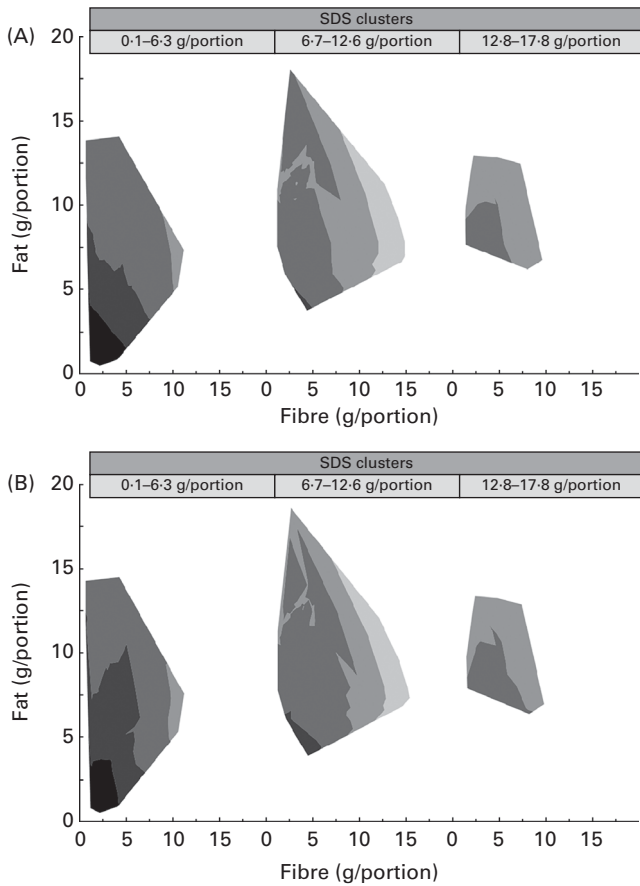 (A)
SDS clusters
0·1–6·3 g/portion 6·7–12·6 g/portion 12·8–17·8 g/portion
20
15
10
5
0
Fat (g/portion)
0 5 10 15 0 5 10 15 0 5 10 15
Fibre (g/portion)
(B)
SDS clusters
0·1–6·3 g/portion 6·7–12·6 g/portion 12·8–17·8 g/portion
20
15
10
5
0
Fat (g/portion)
0 5 10 15 0 5 10 15 0 5 10 15
Fibre (g/portion)